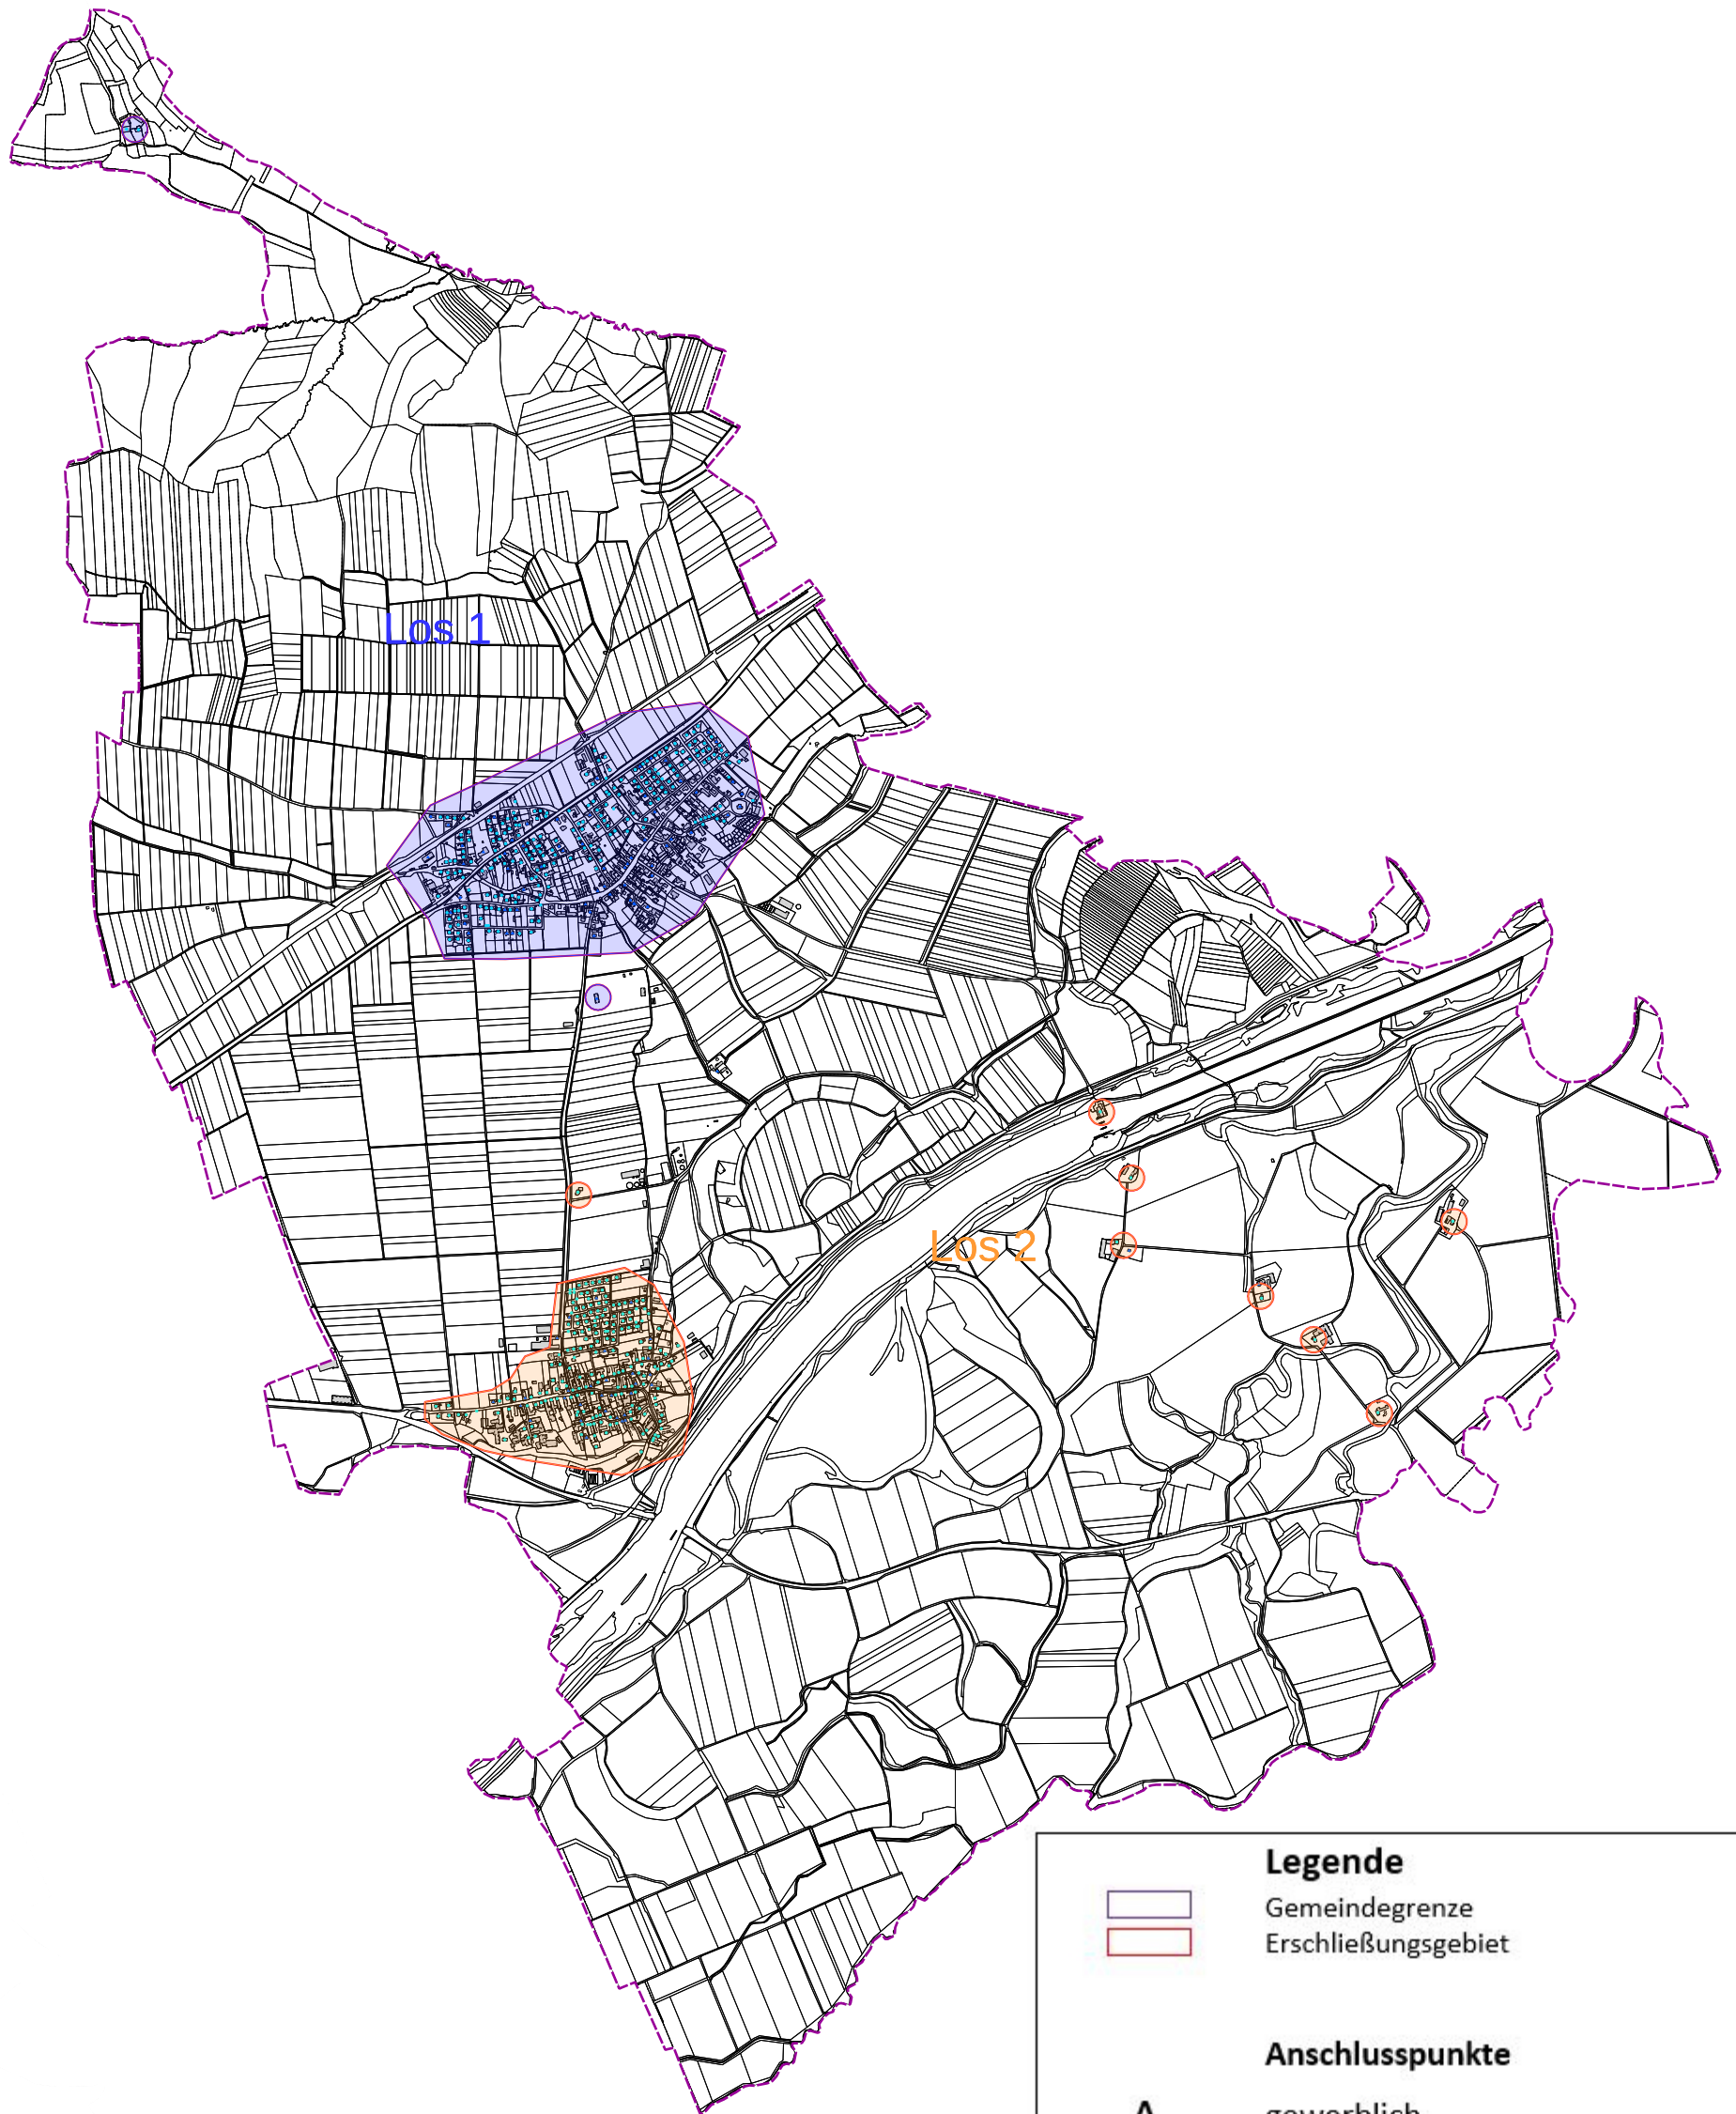 Los 1
Los 2
Legende
Gemeindegrenze
Erschließungsgebiet
Anschlusspunkte